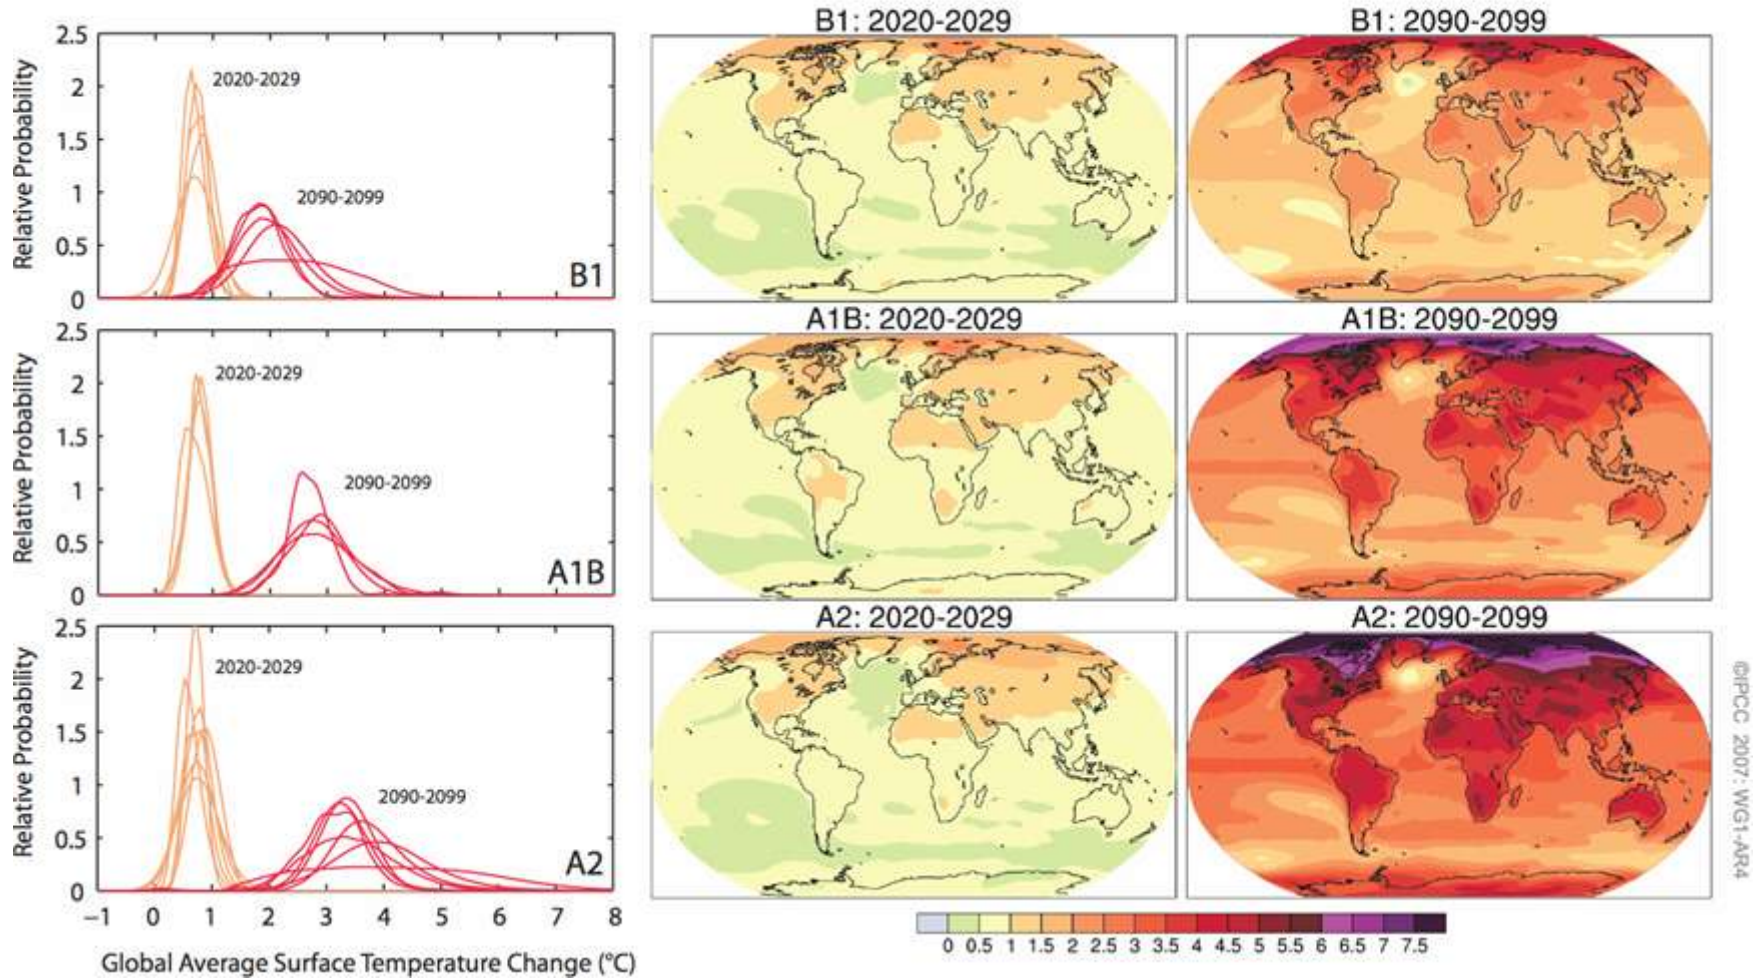 B1: 2020-2029
B1: 2090-2099
2.5
2
1.5
1
0.5
0
Relative Probability
2020-2029
2090-2099
B1
A1B: 2020-2029
A1B: 2090-2099
2.5
2
1.5
1
0.5
0
Relative Probability
2020-2029
2090-2099
A1B
A2: 2020-2029
A2: 2090-2099
2.5
2
1.5
1
0.5
0
Relative Probability
2020-2029
2090-2099
A2
−1 0 1 2 3 4 5 6 7 8
Global Average Surface Temperature Change (°C)
0 0.5 1 1.5 2 2.5 3 3.5 4 4.5 5 5.5 6 6.5 7 7.5
©IPCC 2007: WG1-AR4